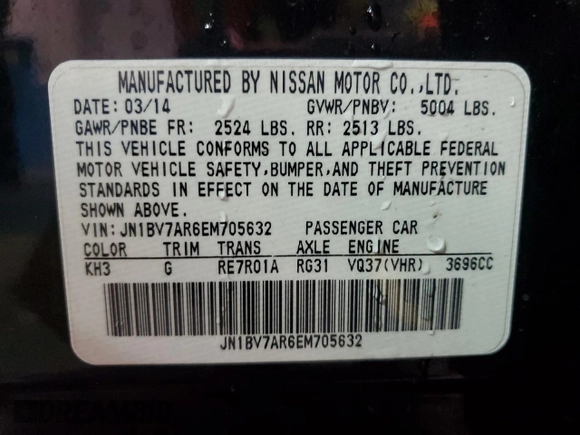 MANUFACTURED BY NISSAN MOTOR CO.,LTD.
DATE: 03/14 GVWR/PNBV: 5004 LBS.
GAWR/PNBE FR: 2524 LBS. RR: 2513 LBS.
THIS VEHICLE CONFORMS TO ALL APPLICABLE FEDERAL
MOTOR VEHICLE SAFETY,BUMPER,AND THEFT PREVENTION
STANDARDS IN EFFECT ON THE DATE OF MANUFACTURE
SHOWN ABOVE.
VIN: JN1BV7AR6EM705632 PASSENGER CAR
COLOR TRIM TRANS AXLE ENGINE
KH3 G RE7R01A RG31 VQ37(VHR) 3696CC
JN1BV7AR6EM705632
DREAMBID